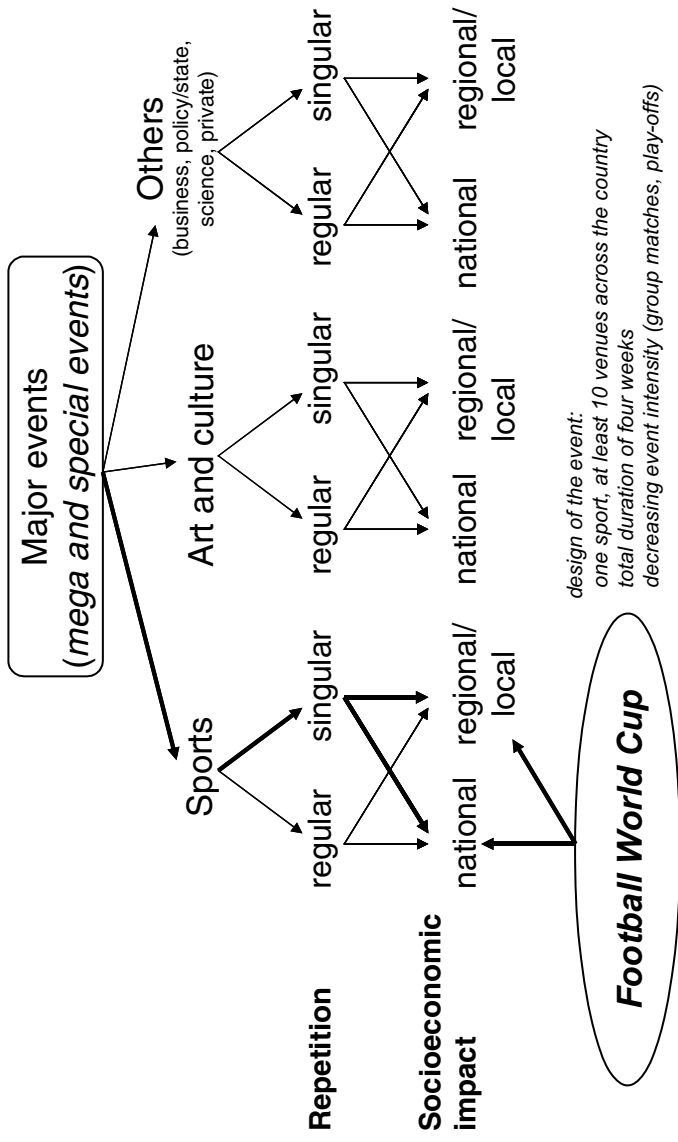 Major events
(mega and special events)
Sports
Art and culture
Others
(business, policy/state,
science, private)
Repetition
regular
singular
regular
singular
regular
singular
Socioeconomic
impact
national
regional/
local
national
regional/
local
national
regional/
local
Football World Cup
design of the event:
one sport, at least 10 venues across the country
total duration of four weeks
decreasing event intensity (group matches, play-offs)